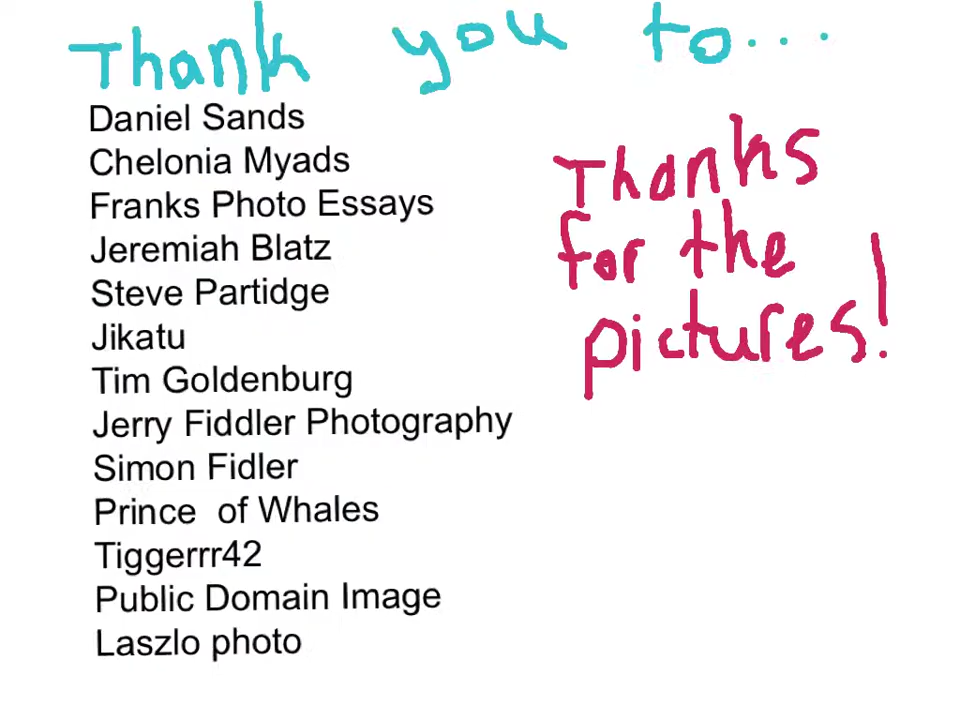 Thank you to...
Daniel Sands
Chelonia Myads
Franks Photo Essays
Jeremiah Blatz
Steve Partidge
Jikatu
Tim Goldenburg
Jerry Fiddler Photography
Simon Fidler
Prince  of Whales
Tiggerrr42
Public Domain Image
Laszlo photo
Thanks
for the
pictures!